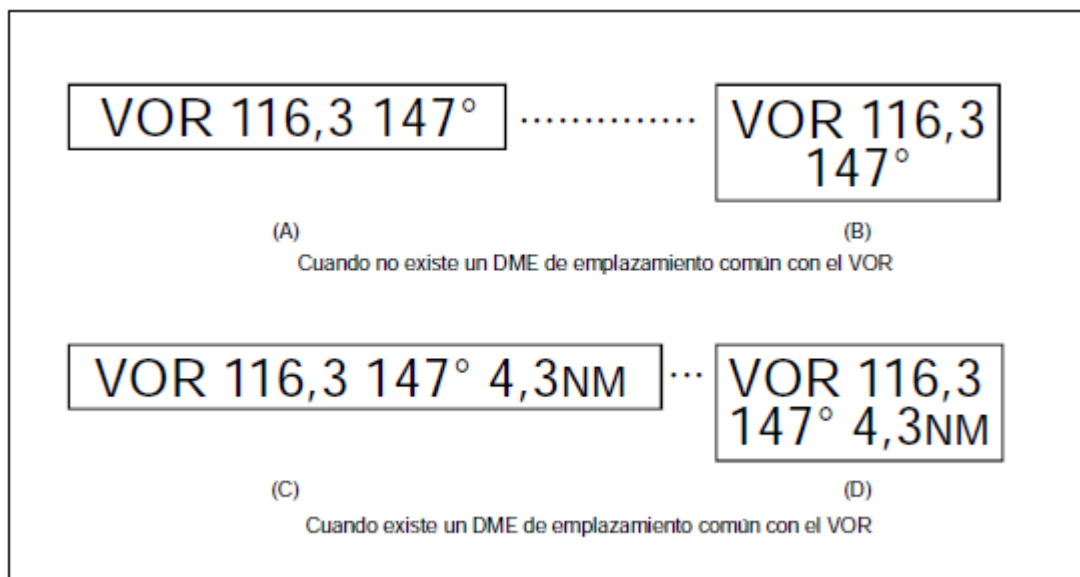 VOR 116,3 147°
VOR 116,3
147°
(A)
(B)
Cuando no existe un DME de emplazamiento común con el VOR
VOR 116,3 147° 4,3NM
VOR 116,3
147° 4,3NM
(C)
(D)
Cuando existe un DME de emplazamiento común con el VOR